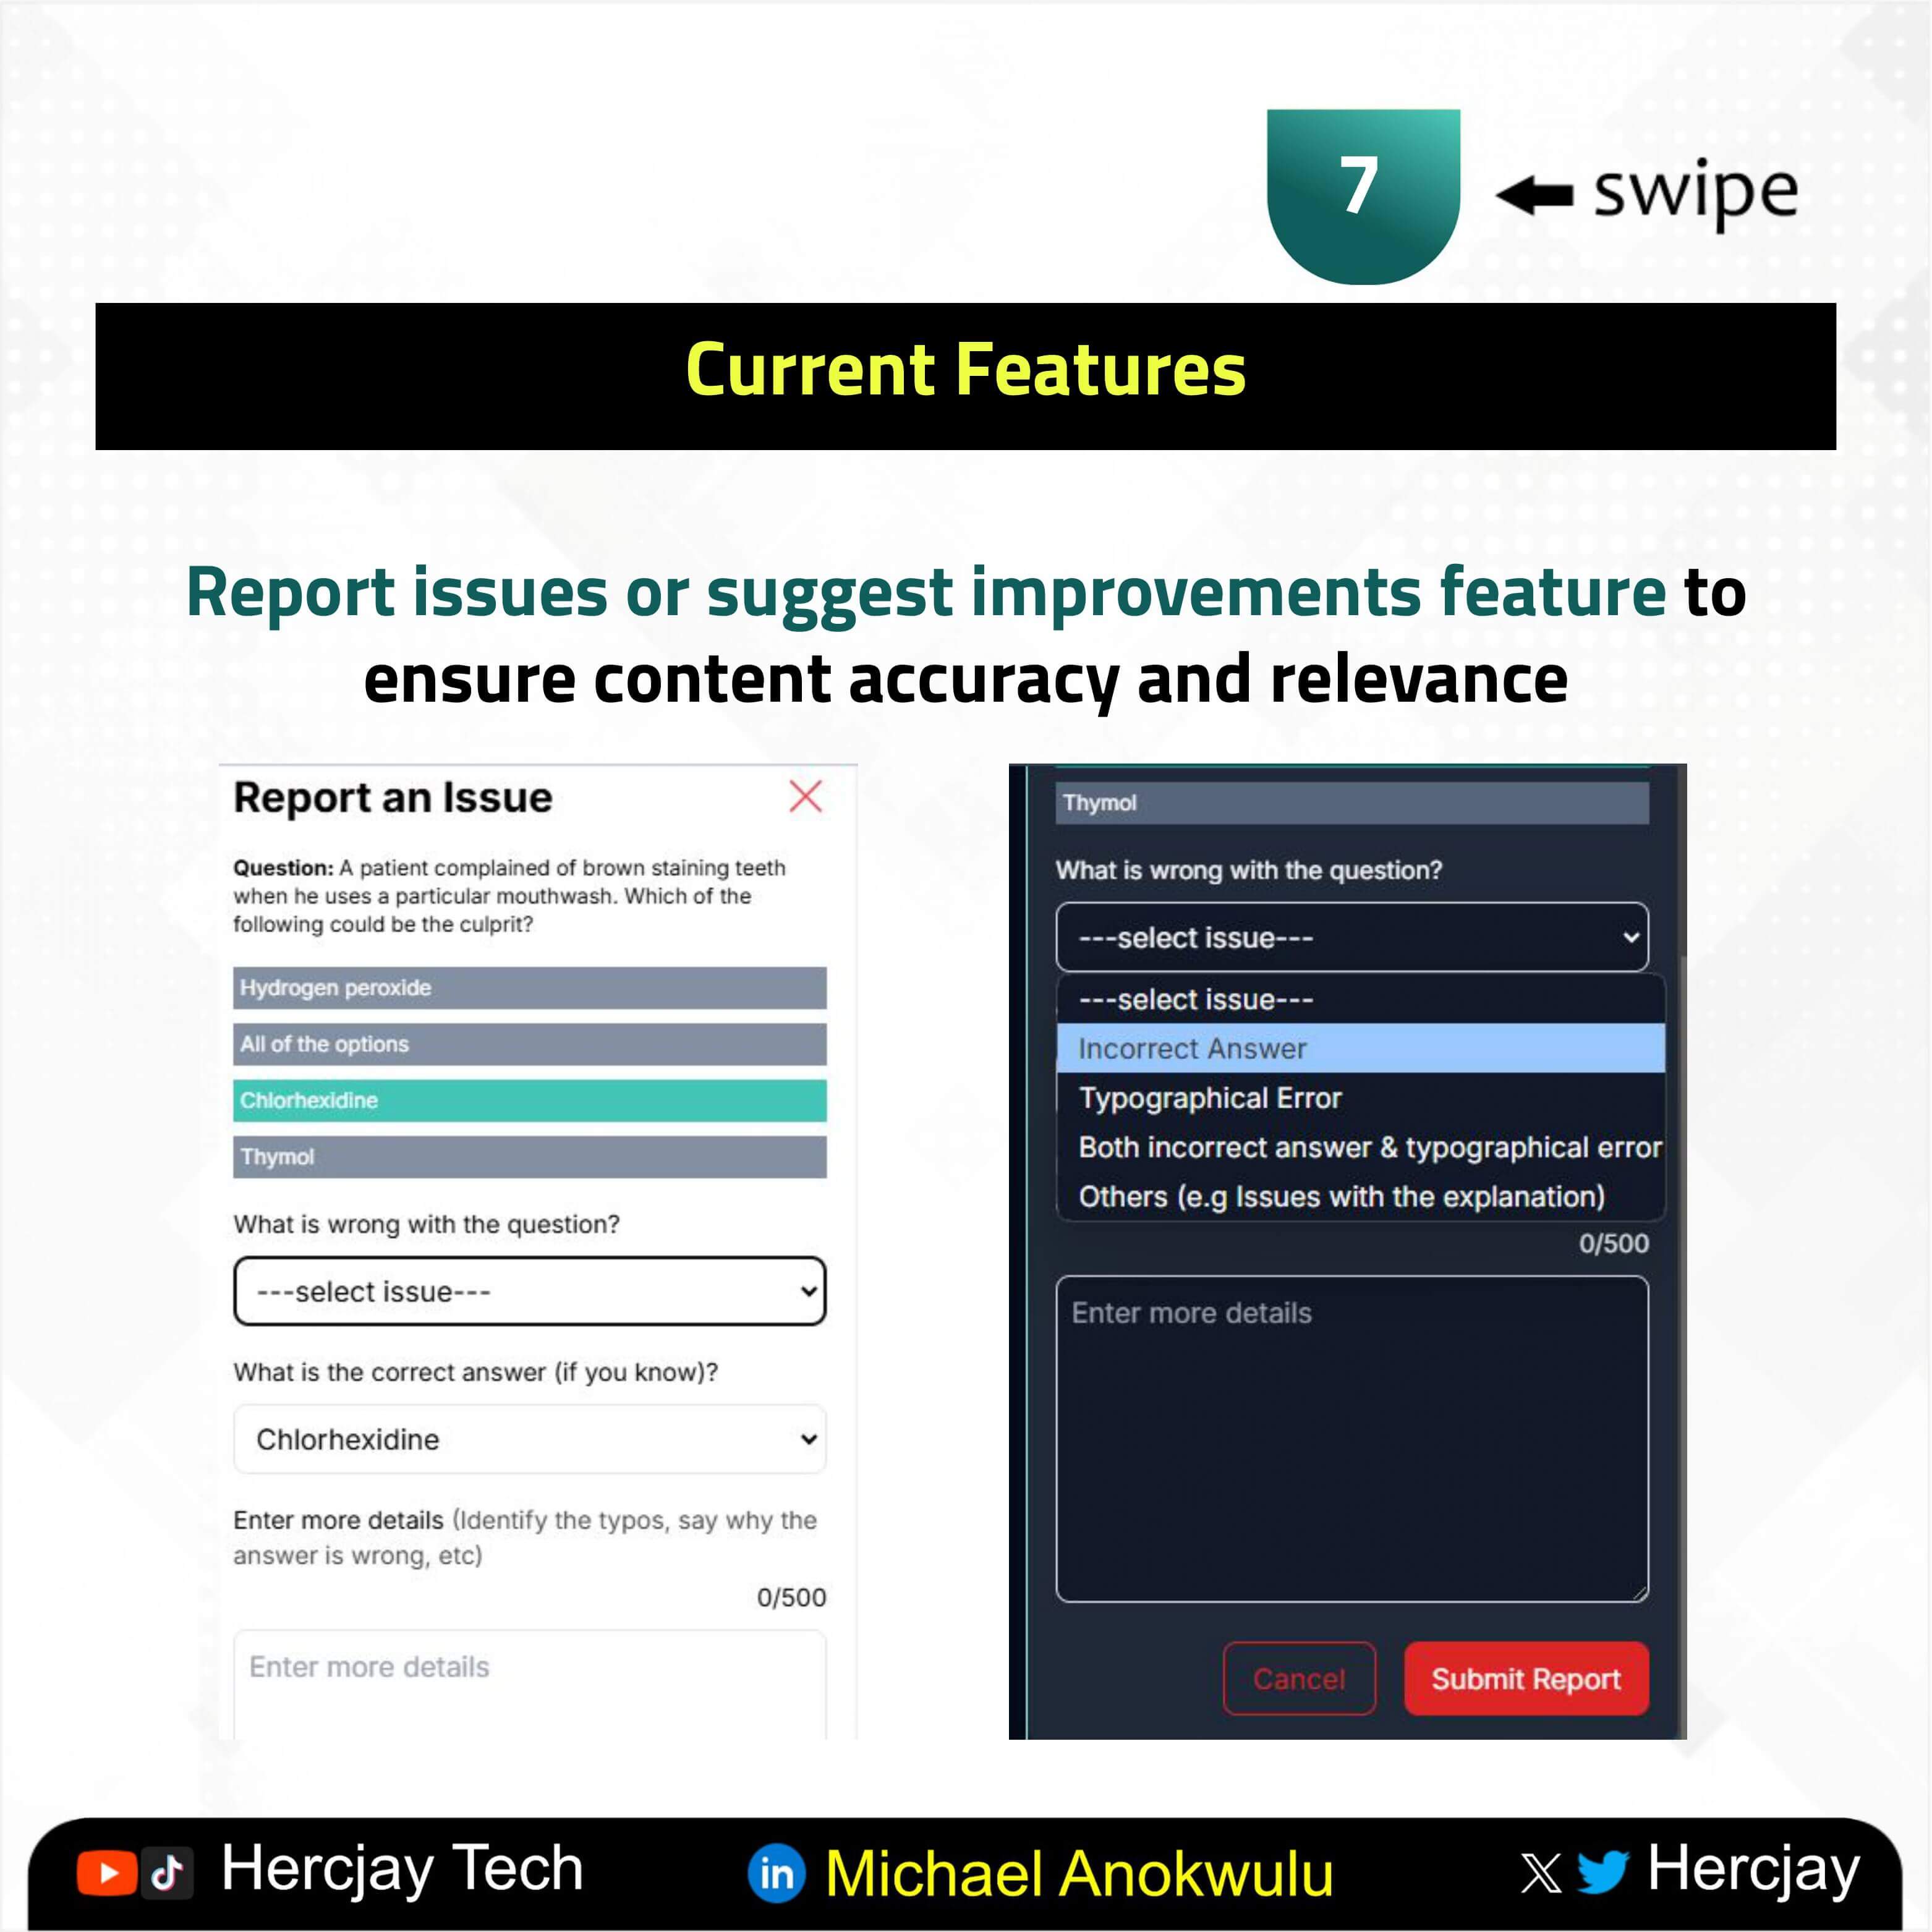 7
swipe
Current Features
Report issues or suggest improvements feature to
ensure content accuracy and relevance
Report an Issue
Question: A patient complained of brown staining teeth
when he uses a particular mouthwash. Which of the
following could be the culprit?
Hydrogen peroxide
All of the options
Chlorhexidine
Thymol
What is wrong with the question?
---select issue---
What is the correct answer (if you know)?
Chlorhexidine
Enter more details (Identify the typos, say why the
answer is wrong, etc)
0/500
Enter more details
Thymol
What is wrong with the question?
---select issue---
---select issue---
Incorrect Answer
Typographical Error
Both incorrect answer & typographical error
Others (e.g Issues with the explanation)
0/500
Enter more details
Cancel
Submit Report
Hercjay Tech
in Michael Anokwulu
X Hercjay